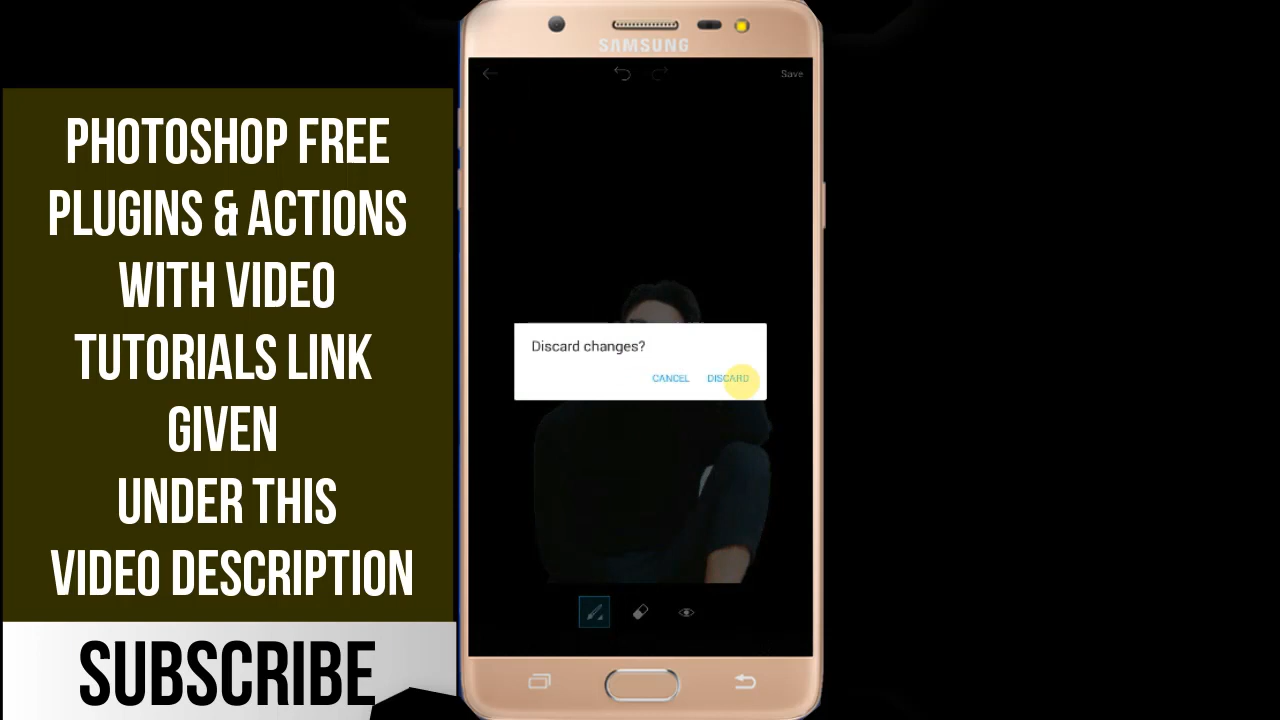 PHOTOSHOP FREE
PLUGINS & ACTIONS
WITH VIDEO
TUTORIALS LINK
GIVEN
UNDER THIS
VIDEO DESCRIPTION
SUBSCRIBE
SAMSUNG
Save
Discard changes?
CANCEL DISCARD